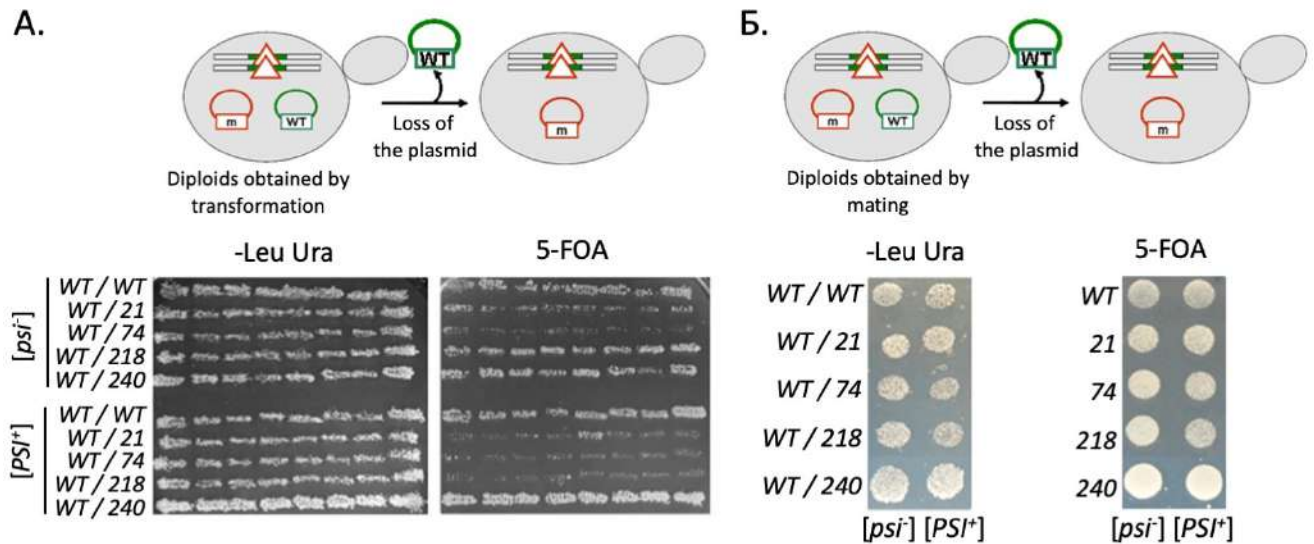 А.
WT
m
WT
m
Loss of
the plasmid
Diploids obtained by
transformation
-Leu Ura
5-FOA
[psi⁻]
WT / WT
WT / 21
WT / 74
WT / 218
WT / 240
[PSI⁺]
WT / WT
WT / 21
WT / 74
WT / 218
WT / 240
Б.
WT
m
WT
m
Loss of
the plasmid
Diploids obtained by
mating
-Leu Ura
WT / WT
WT / 21
WT / 74
WT / 218
WT / 240
[psi⁻] [PSI⁺]
5-FOA
WT
21
74
218
240
[psi⁻] [PSI⁺]